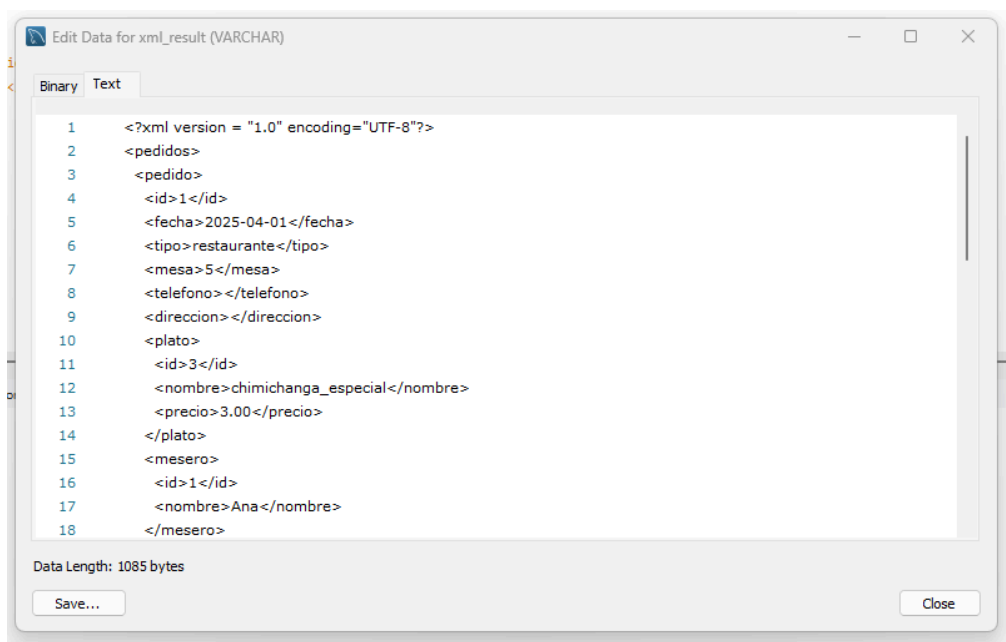 Edit Data for xml_result (VARCHAR)
Binary Text
1 <?xml version = "1.0" encoding="UTF-8"?>
2 <pedidos>
3 <pedido>
4 <id>1</id>
5 <fecha>2025-04-01</fecha>
6 <tipo>restaurante</tipo>
7 <mesa>5</mesa>
8 <telefono></telefono>
9 <direccion></direccion>
10 <plato>
11 <id>3</id>
12 <nombre>chimichanga_especial</nombre>
13 <precio>3.00</precio>
14 </plato>
15 <mesero>
16 <id>1</id>
17 <nombre>Ana</nombre>
18 </mesero>
Data Length: 1085 bytes
Save... Close